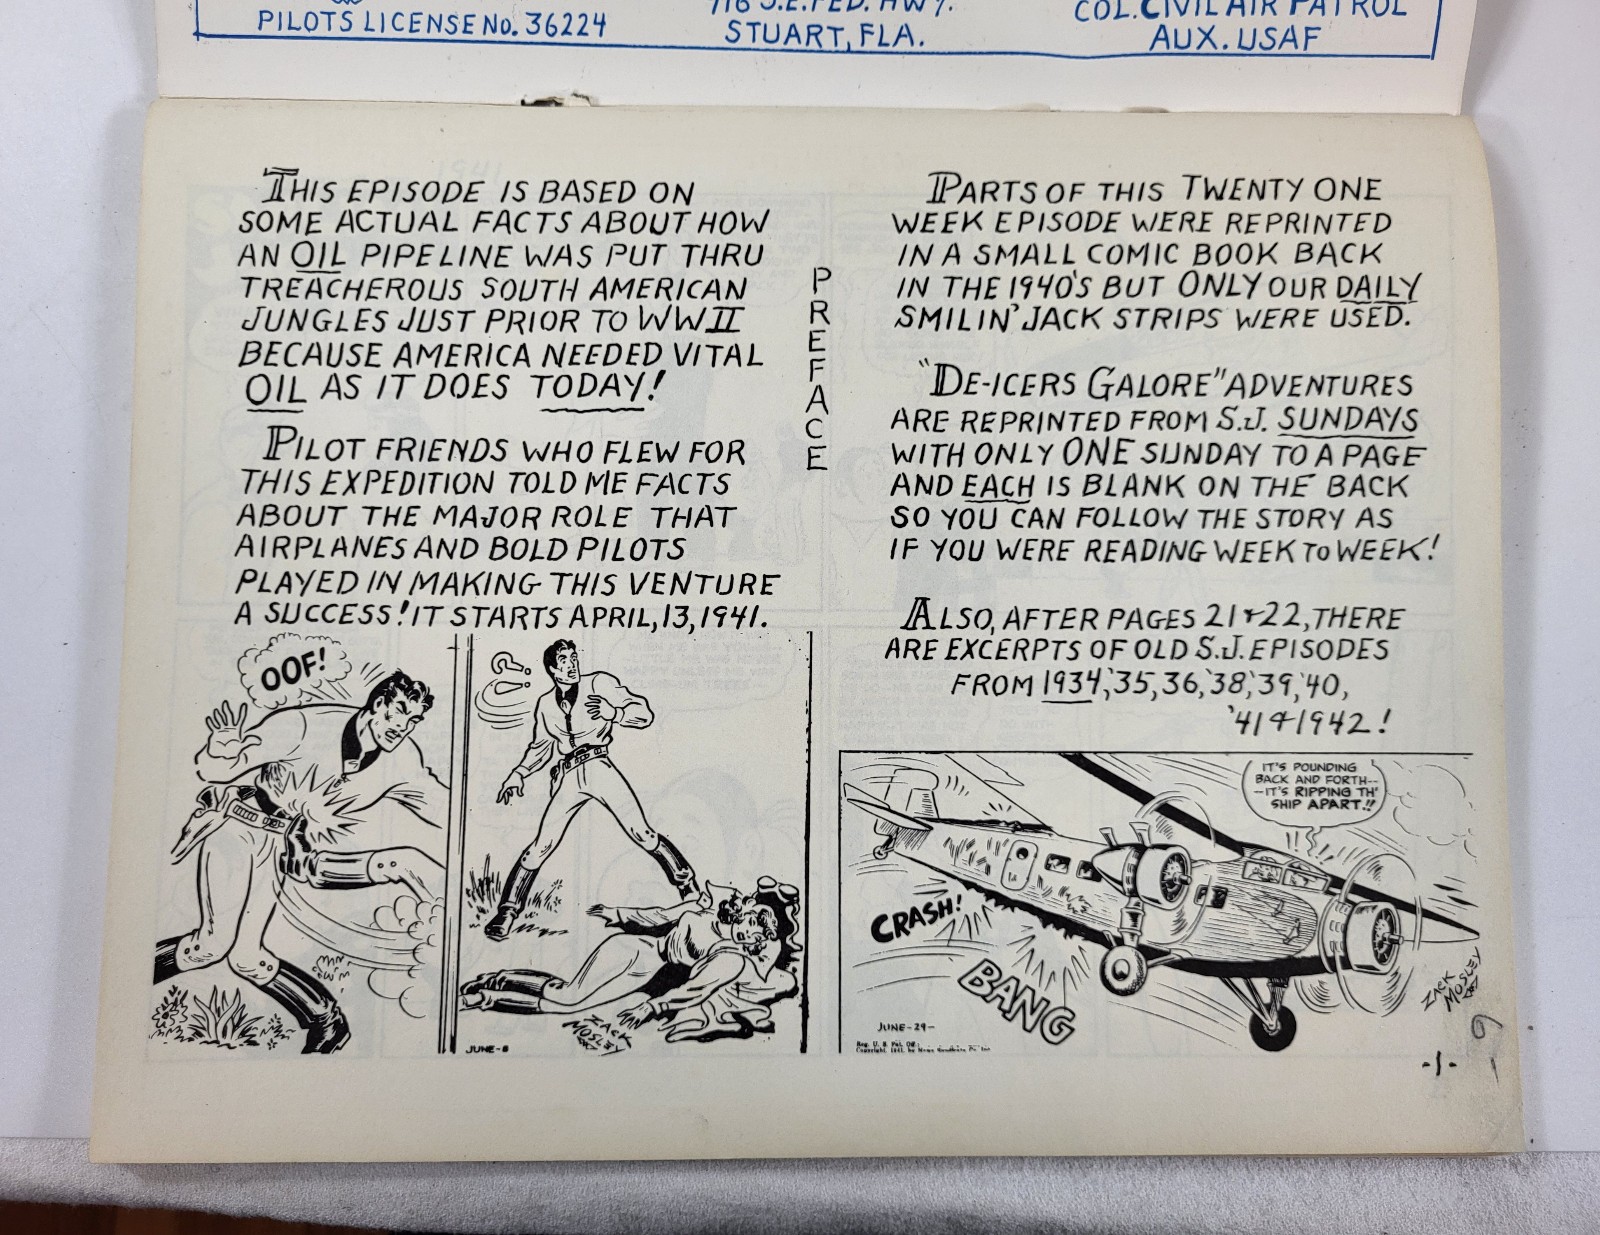 PILOTS LICENSE NO. 36224
716 S.E. FED. HWY.
STUART, FLA.
COL. CIVIL AIR PATROL
AUX. USAF
THIS EPISODE IS BASED ON
SOME ACTUAL FACTS ABOUT HOW
AN OIL PIPELINE WAS PUT THRU
TREACHEROUS SOUTH AMERICAN
JUNGLES JUST PRIOR TO WWII
BECAUSE AMERICA NEEDED VITAL
OIL AS IT DOES TODAY!
PILOT FRIENDS WHO FLEW FOR
THIS EXPEDITION TOLD ME FACTS
ABOUT THE MAJOR ROLE THAT
AIRPLANES AND BOLD PILOTS
PLAYED IN MAKING THIS VENTURE
A SUCCESS! IT STARTS APRIL, 13, 1941.
PREFACE
PARTS OF THIS TWENTY ONE
WEEK EPISODE WERE REPRINTED
IN A SMALL COMIC BOOK BACK
IN THE 1940'S BUT ONLY OUR DAILY
SMILIN' JACK STRIPS WERE USED.
"DE-ICERS GALORE" ADVENTURES
ARE REPRINTED FROM S.J. SUNDAYS
WITH ONLY ONE SUNDAY TO A PAGE
AND EACH IS BLANK ON THE BACK
SO YOU CAN FOLLOW THE STORY AS
IF YOU WERE READING WEEK TO WEEK!
ALSO, AFTER PAGES 21 & 22, THERE
ARE EXCERPTS OF OLD S.J. EPISODES
FROM 1934, '35, 36, '38, '39, '40,
'41 & 1942!
OOF!
??
JUNE-8
ZACK
MOSLEY
IT'S POUNDING
BACK AND FORTH--
-IT'S RIPPING TH'
SHIP APART.!!
CRASH!
BANG
JUNE-29-
Reg. U. S. Pat. Off.:
ZACK
MOSLEY
-1-